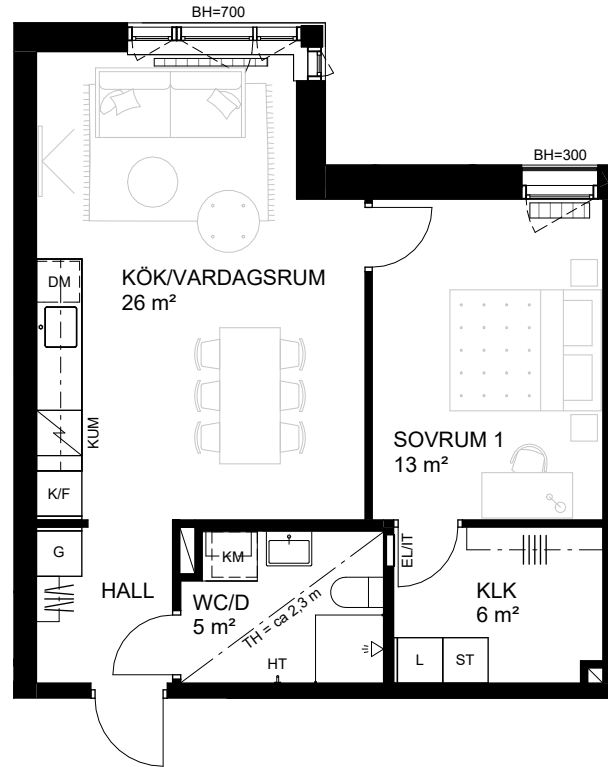 BH=700
BH=300
DM
KÖK/VARDAGSRUM
26 m²
KUM
SOVRUM 1
13 m²
K/F
G
KM
EL/IT
HALL
WC/D
5 m²
TH = ca 2,3 m
KLK
6 m²
HT
L
ST